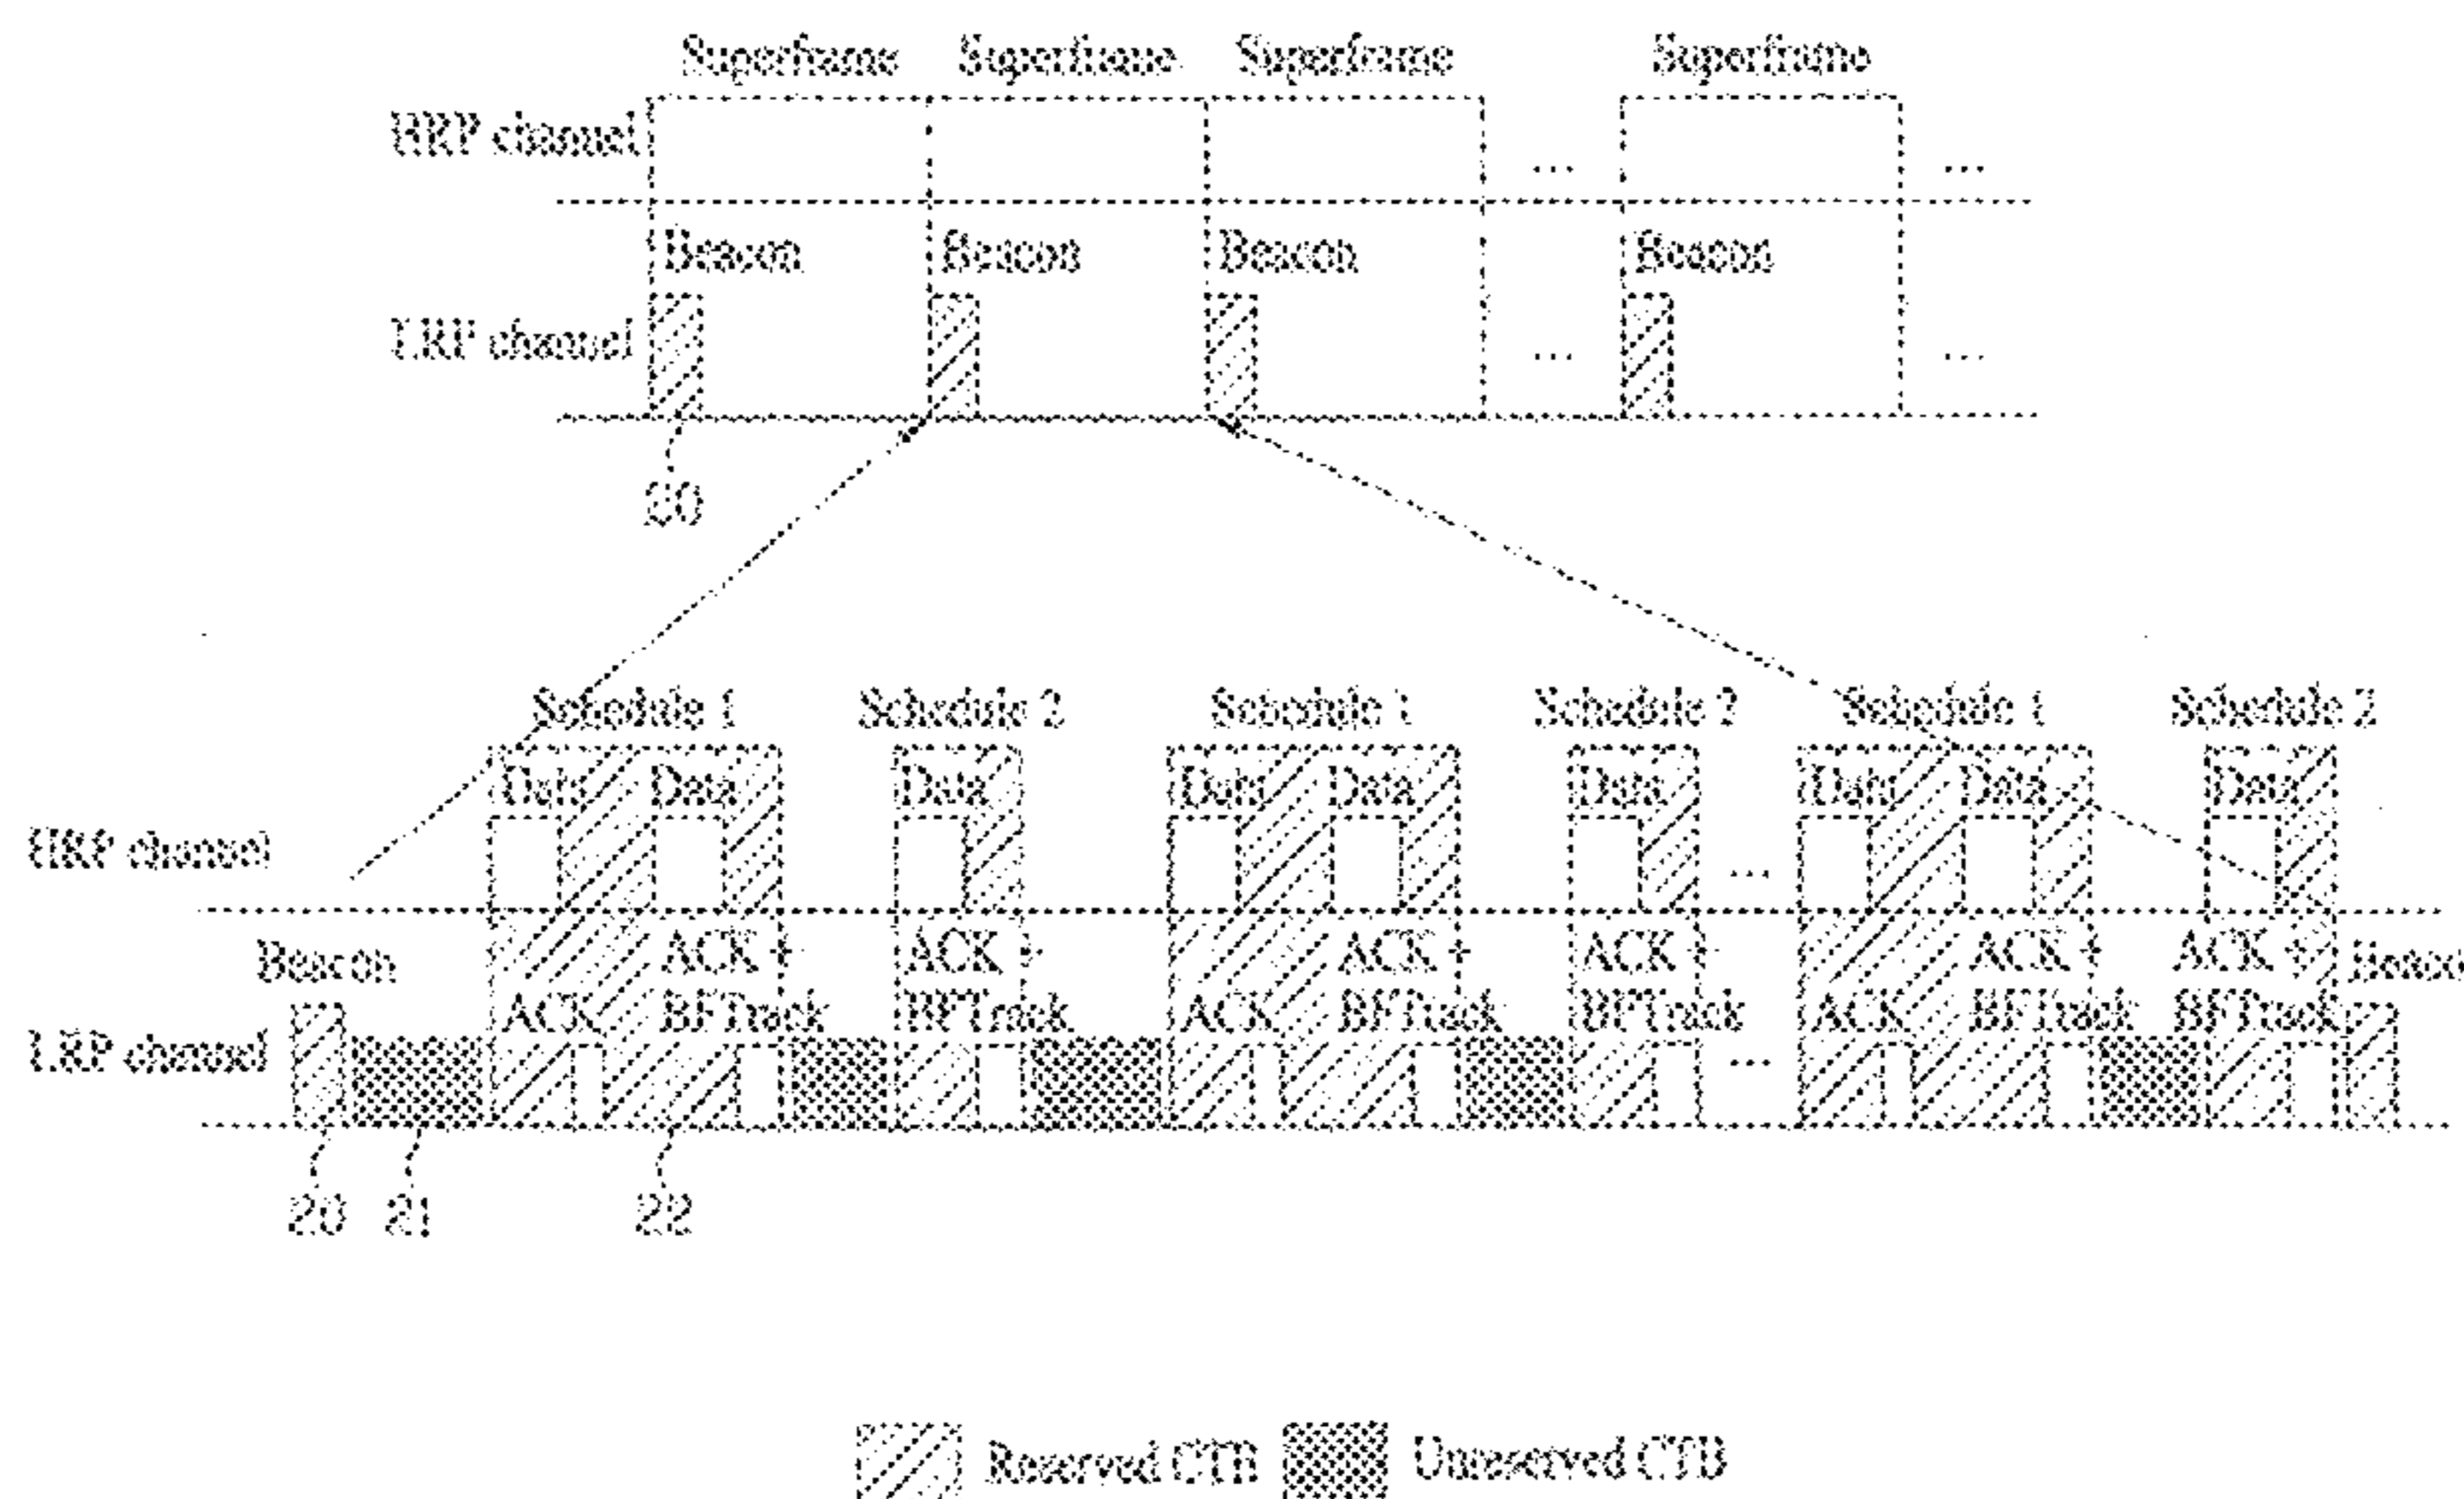 Superframe Superframe Superframe Superframe
HRP channel
... ...
Beacon Beacon Beacon Beacon
LRP channel
... ...
20
Schedule 1 Schedule 2 Schedule 1 Schedule 2 Schedule 1 Schedule 2
Data Data Data Data Data Data Data Data Data
HRP channel
...
Beacon ACK + ACK + ACK + ACK + ACK + ACK + Beaco
ACK BFTrack BFTrack ACK BFTrack BFTrack ACK BFTrack BFTrack
LRP channel
...
20 21 22
Reserved CTB Unreserved CTB